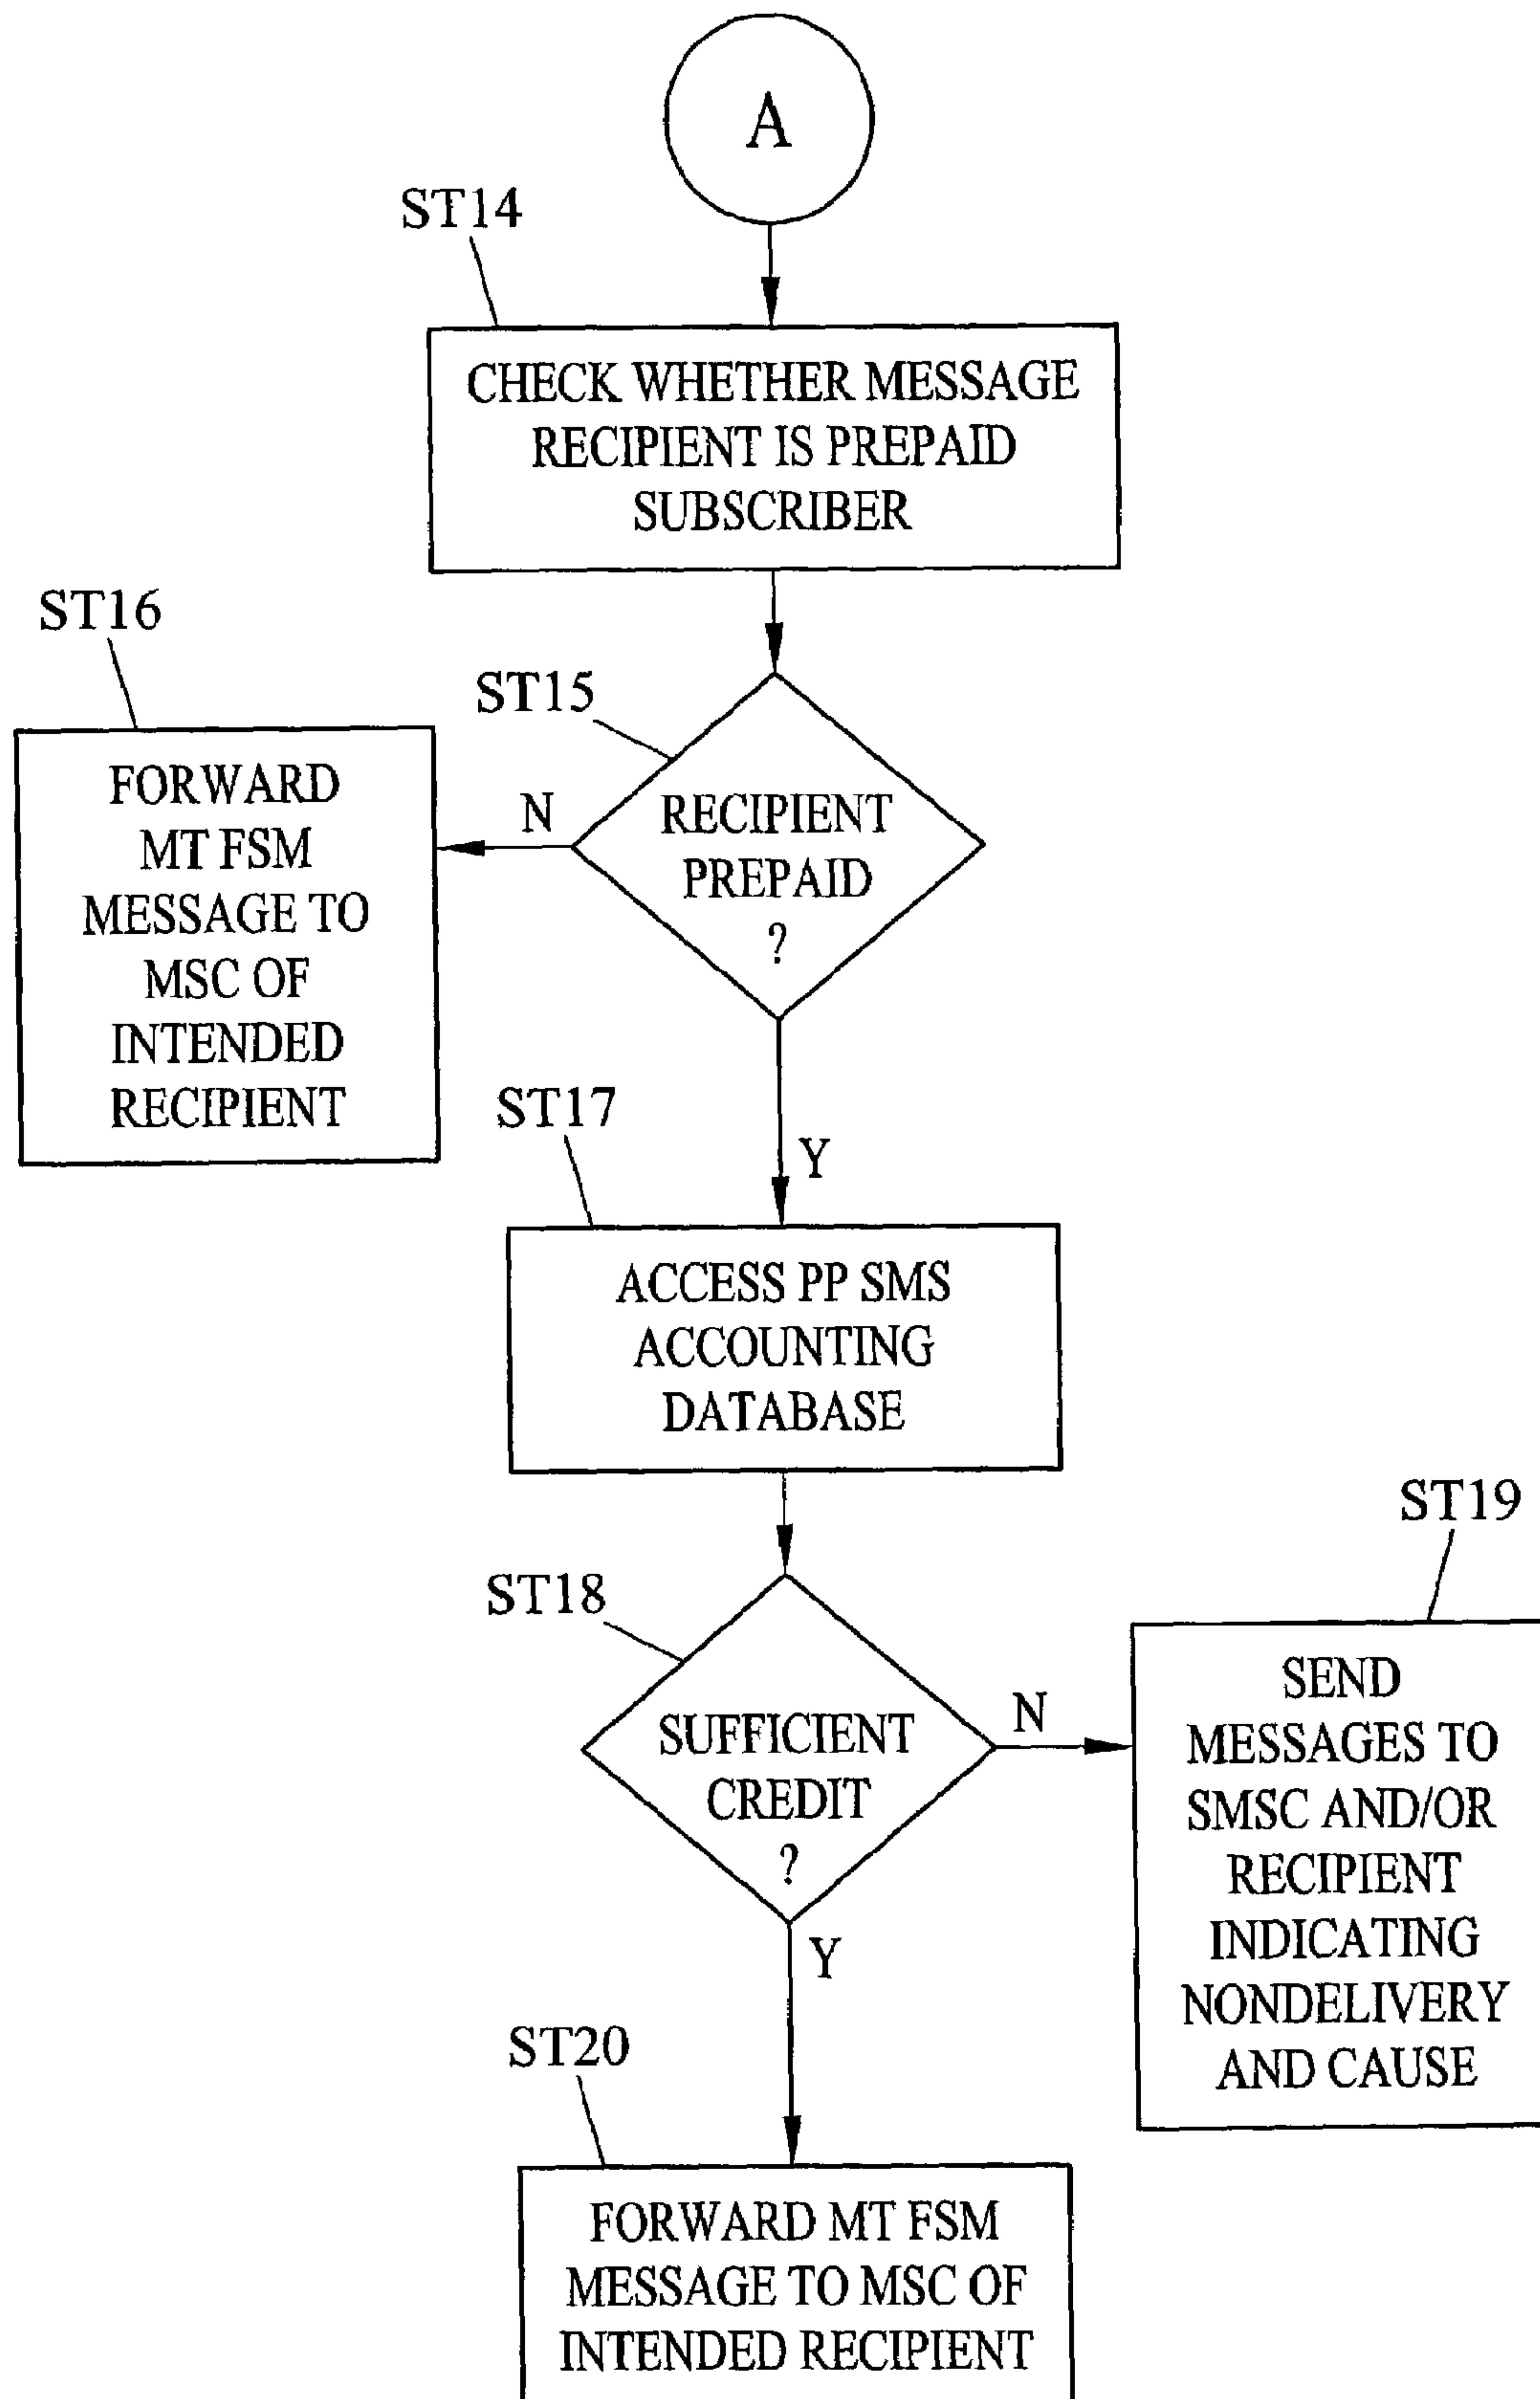 A
ST14
CHECK WHETHER MESSAGE
RECIPIENT IS PREPAID
SUBSCRIBER
ST16
FORWARD
MT FSM
MESSAGE TO
MSC OF
INTENDED
RECIPIENT
ST15
N
RECIPIENT
PREPAID
?
Y
ST17
ACCESS PP SMS
ACCOUNTING
DATABASE
ST18
SUFFICIENT
CREDIT
?
N
ST19
SEND
MESSAGES TO
SMSC AND/OR
RECIPIENT
INDICATING
NONDELIVERY
AND CAUSE
Y
ST20
FORWARD MT FSM
MESSAGE TO MSC OF
INTENDED RECIPIENT